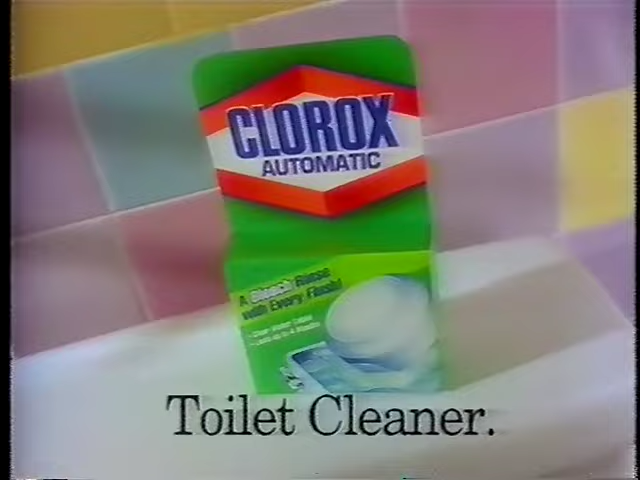 CLOROX
AUTOMATIC
A Bleach Rinse
with Every Flush!
Toilet Cleaner.